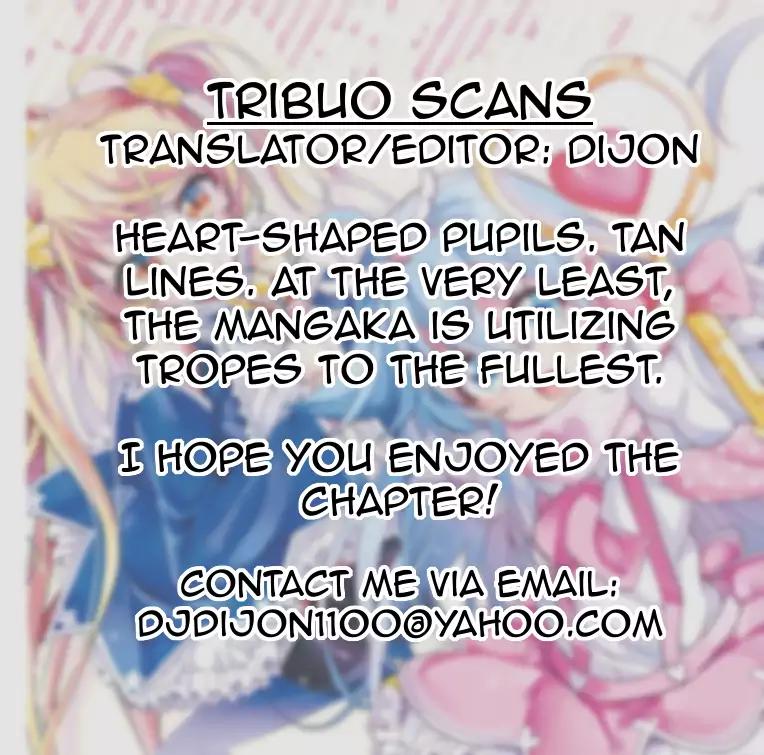 TRIBUO SCANS
TRANSLATOR/EDITOR: DIJON
HEART-SHAPED PUPILS. TAN
LINES. AT THE VERY LEAST,
THE MANGAKA IS UTILIZING
TROPES TO THE FULLEST.
I HOPE YOU ENJOYED THE
CHAPTER!
CONTACT ME VIA EMAIL:
DJDIJON1100@YAHOO.COM